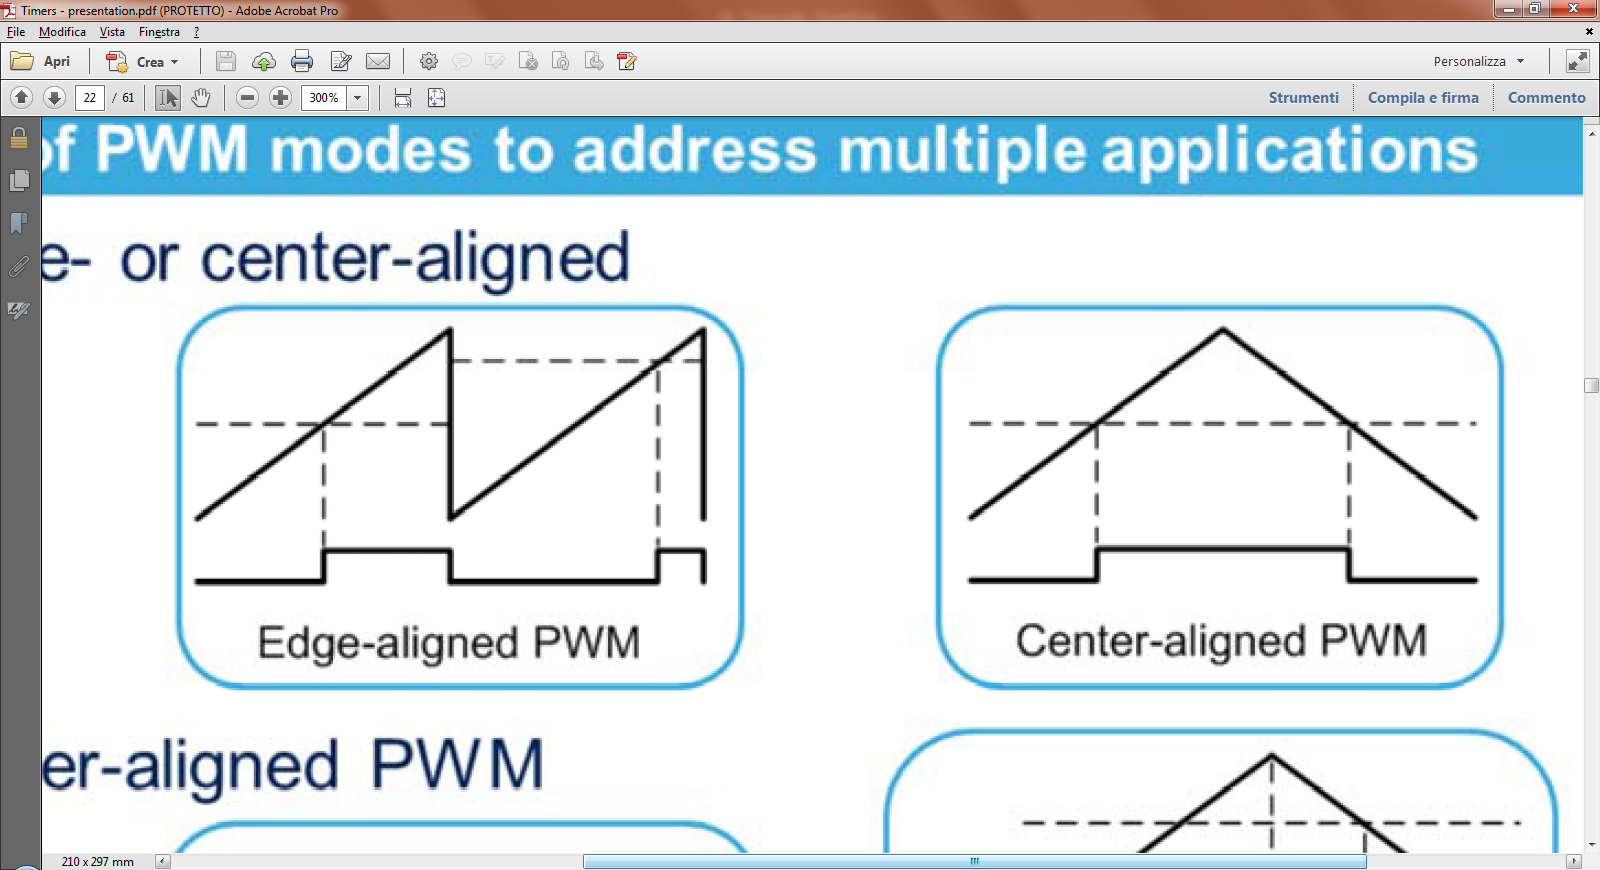 Timers - presentation.pdf (PROTETTO) - Adobe Acrobat Pro
File Modifica Vista Finestra ?
Apri Crea Personalizza
22 / 61 300% Strumenti Compila e firma Commento
of PWM modes to address multiple applications
e- or center-aligned
Edge-aligned PWM
Center-aligned PWM
er-aligned PWM
210 x 297 mm